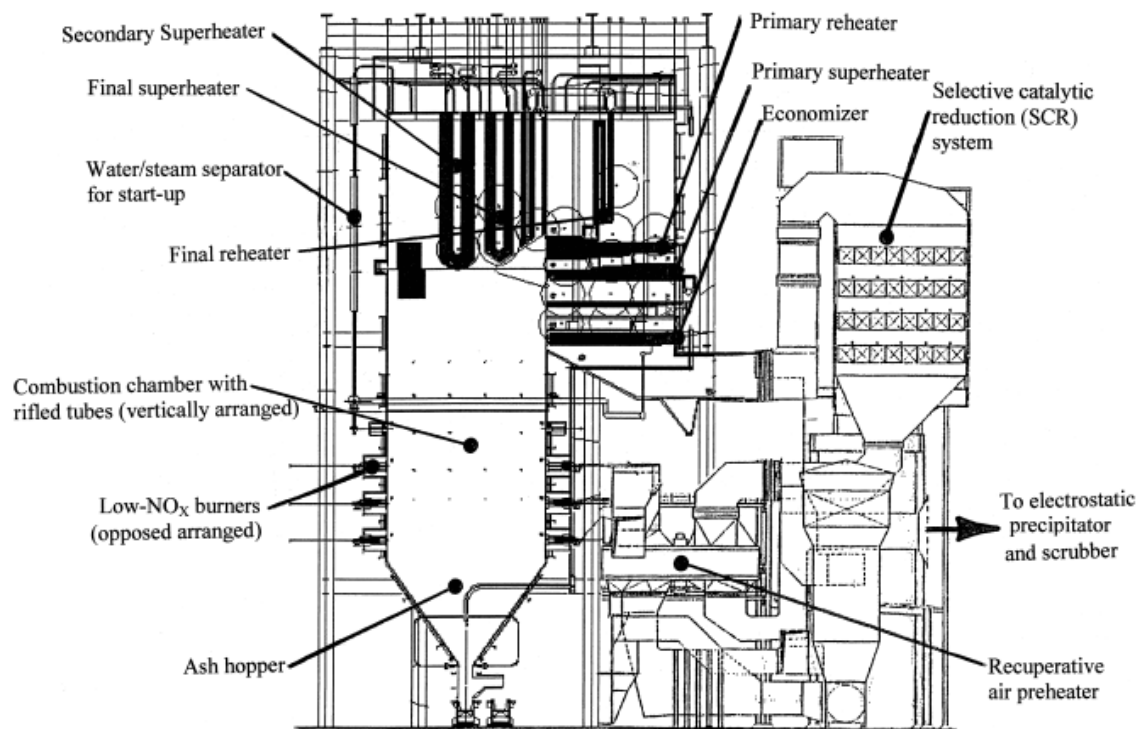 Secondary Superheater
Final superheater
Water/steam separator
for start-up
Final reheater
Combustion chamber with
rifled tubes (vertically arranged)
Low-NOX burners
(opposed arranged)
Ash hopper
Primary reheater
Primary superheater
Economizer
Selective catalytic
reduction (SCR)
system
To electrostatic
precipitator
and scrubber
Recuperative
air preheater